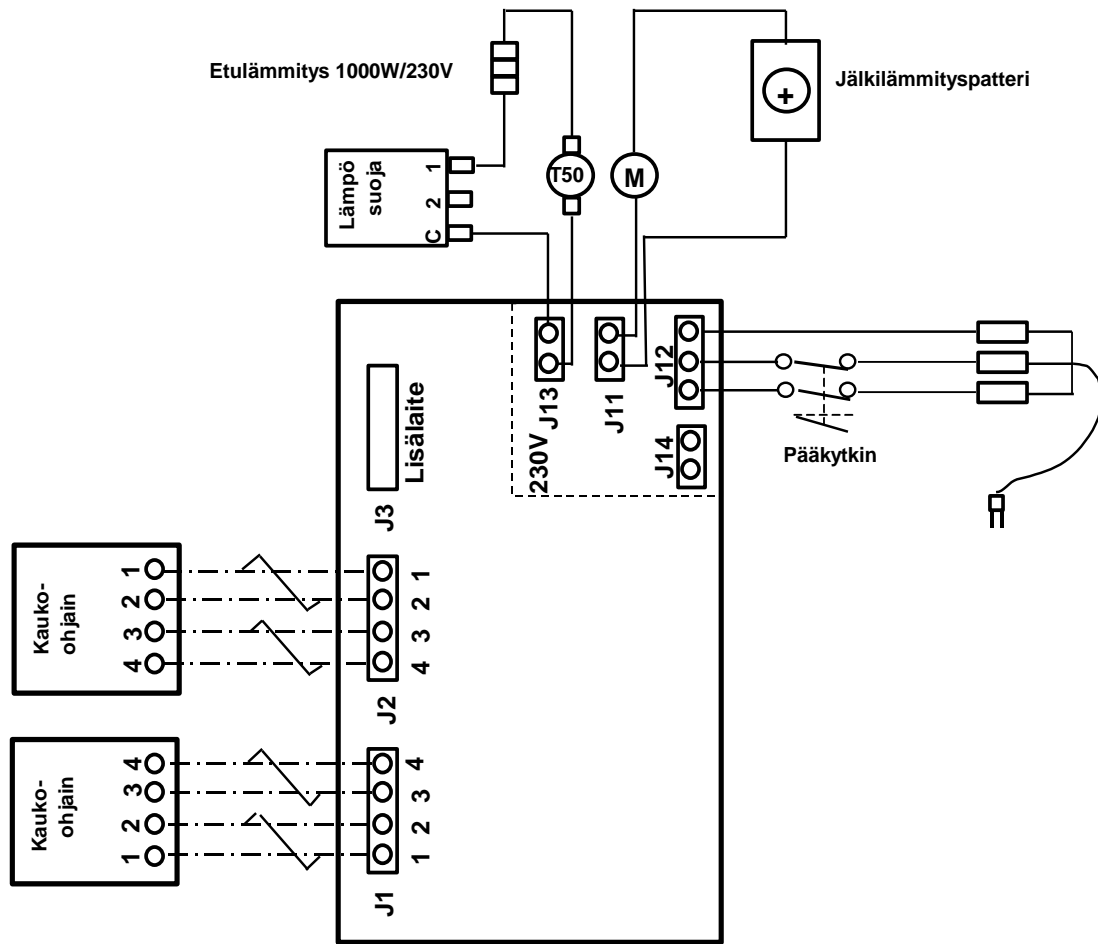 Etulämmitys 1000W/230V
Jälkilämmityspatteri
Lämpö
suoja
1
2
C
T50
M
+
J13
J11
J12
J14
230V
Pääkytkin
Lisälaite
J3
Kauko-
ohjain
1
2
3
4
1
2
3
4
J2
Kauko-
ohjain
4
3
2
1
4
3
2
1
J1